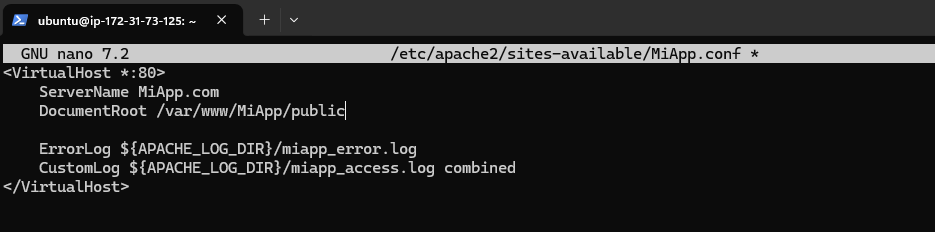 ubuntu@ip-172-31-73-125: ~
GNU nano 7.2 /etc/apache2/sites-available/MiApp.conf *
<VirtualHost *:80>
    ServerName MiApp.com
    DocumentRoot /var/www/MiApp/public

    ErrorLog ${APACHE_LOG_DIR}/miapp_error.log
    CustomLog ${APACHE_LOG_DIR}/miapp_access.log combined
</VirtualHost>